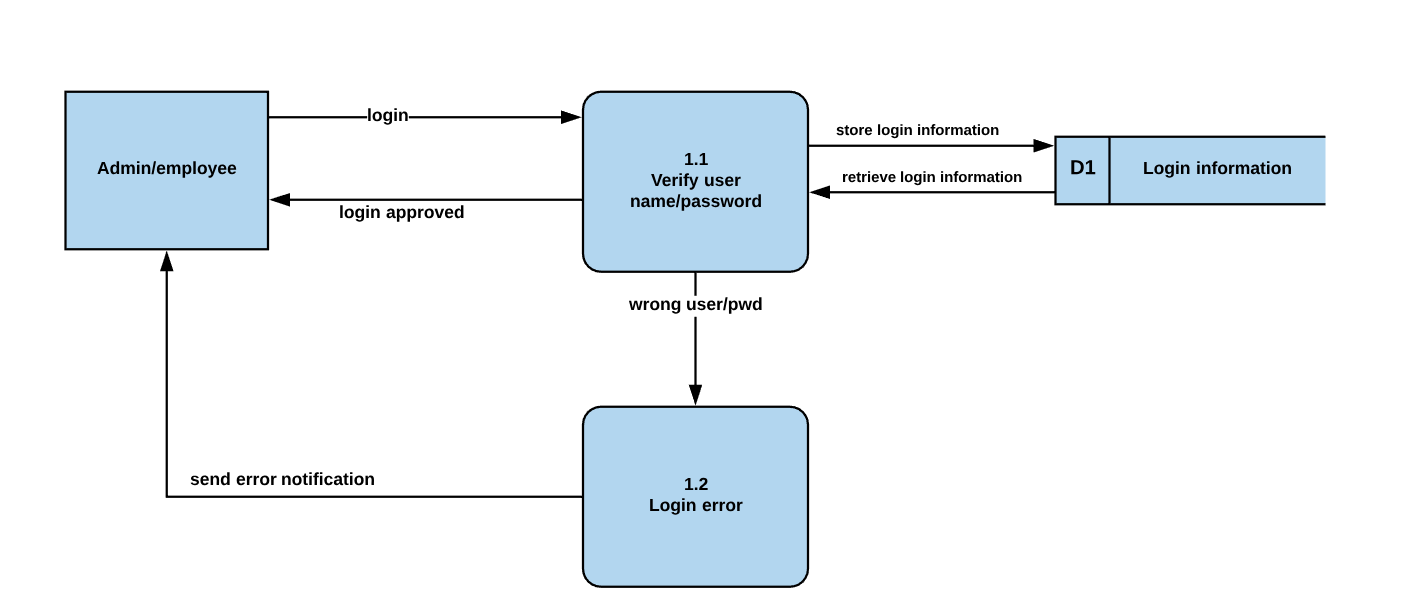 login
store login information
Admin/employee
1.1
Verify user
name/password
D1
Login information
retrieve login information
login approved
wrong user/pwd
send error notification
1.2
Login error